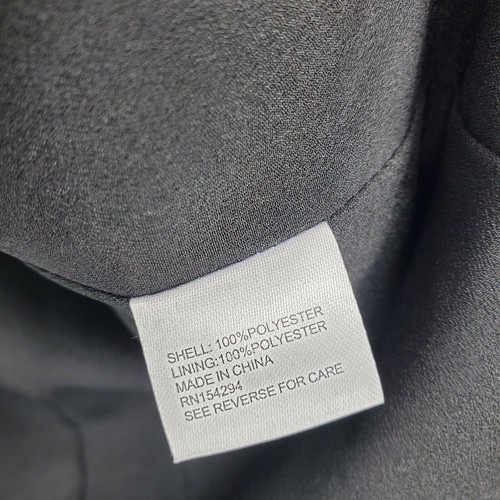 SHELL: 100%POLYESTER
LINING:100%POLYESTER
MADE IN CHINA
RN154294
SEE REVERSE FOR CARE